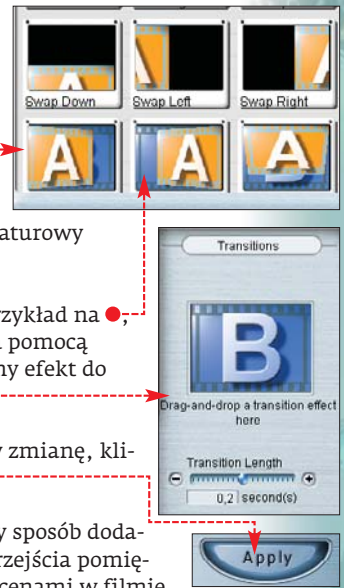 Swap Down Swap Left Swap Right
A A A
aturowy
Transitions
rzykład na ●,
pomocą
ny efekt do
B
Drag-and-drop a transition effect
here
zmianę, kli-
Transition Length
0,2 second(s)
y sposób doda-
rzejścia pomię-
cenami w filmie
Apply